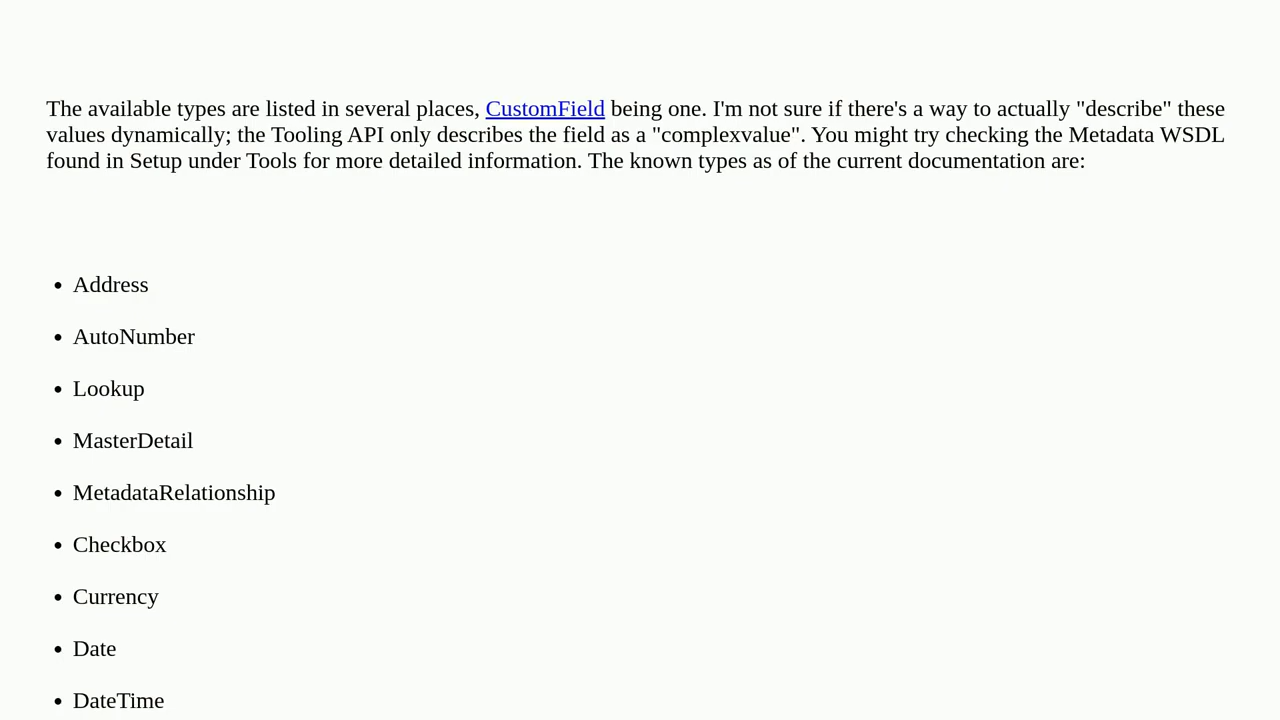 The available types are listed in several places, CustomField being one. I'm not sure if there's a way to actually "describe" these
values dynamically; the Tooling API only describes the field as a "complexvalue". You might try checking the Metadata WSDL
found in Setup under Tools for more detailed information. The known types as of the current documentation are:
• Address
• AutoNumber
• Lookup
• MasterDetail
• MetadataRelationship
• Checkbox
• Currency
• Date
• DateTime